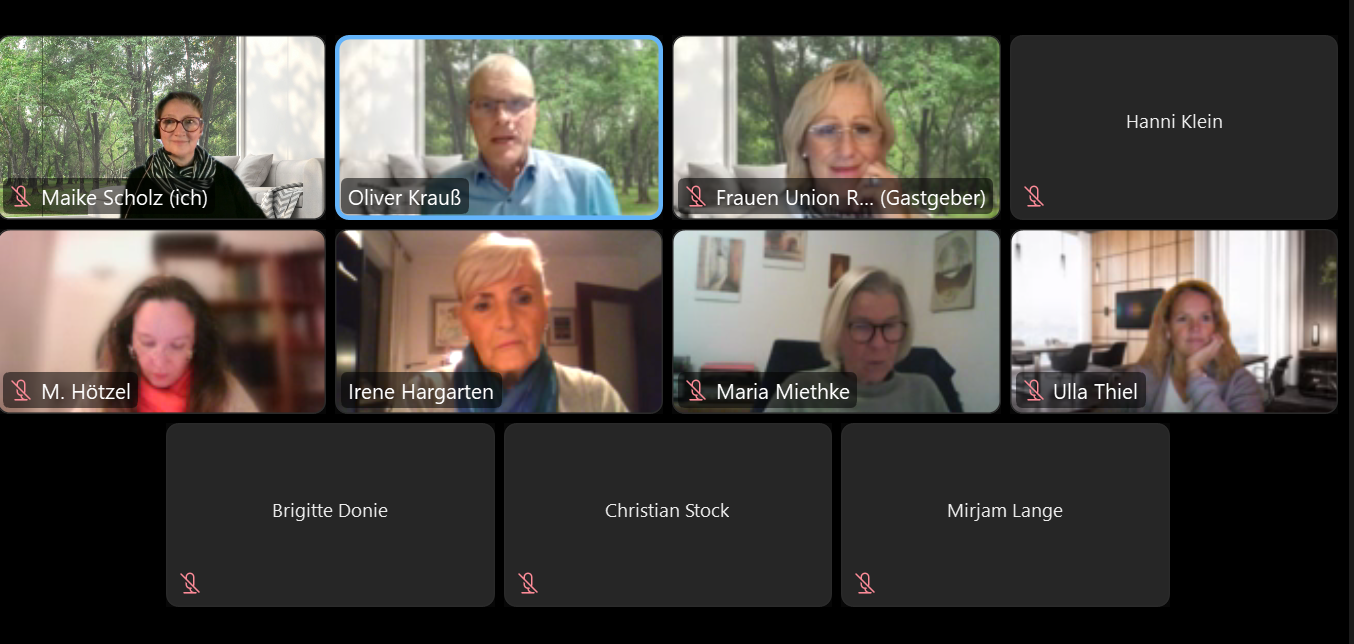 Maike Scholz (ich)
Oliver Krauß
Frauen Union R... (Gastgeber)
Hanni Klein
M. Hötzel
Irene Hargarten
Maria Miethke
Ulla Thiel
Brigitte Donie
Christian Stock
Mirjam Lange